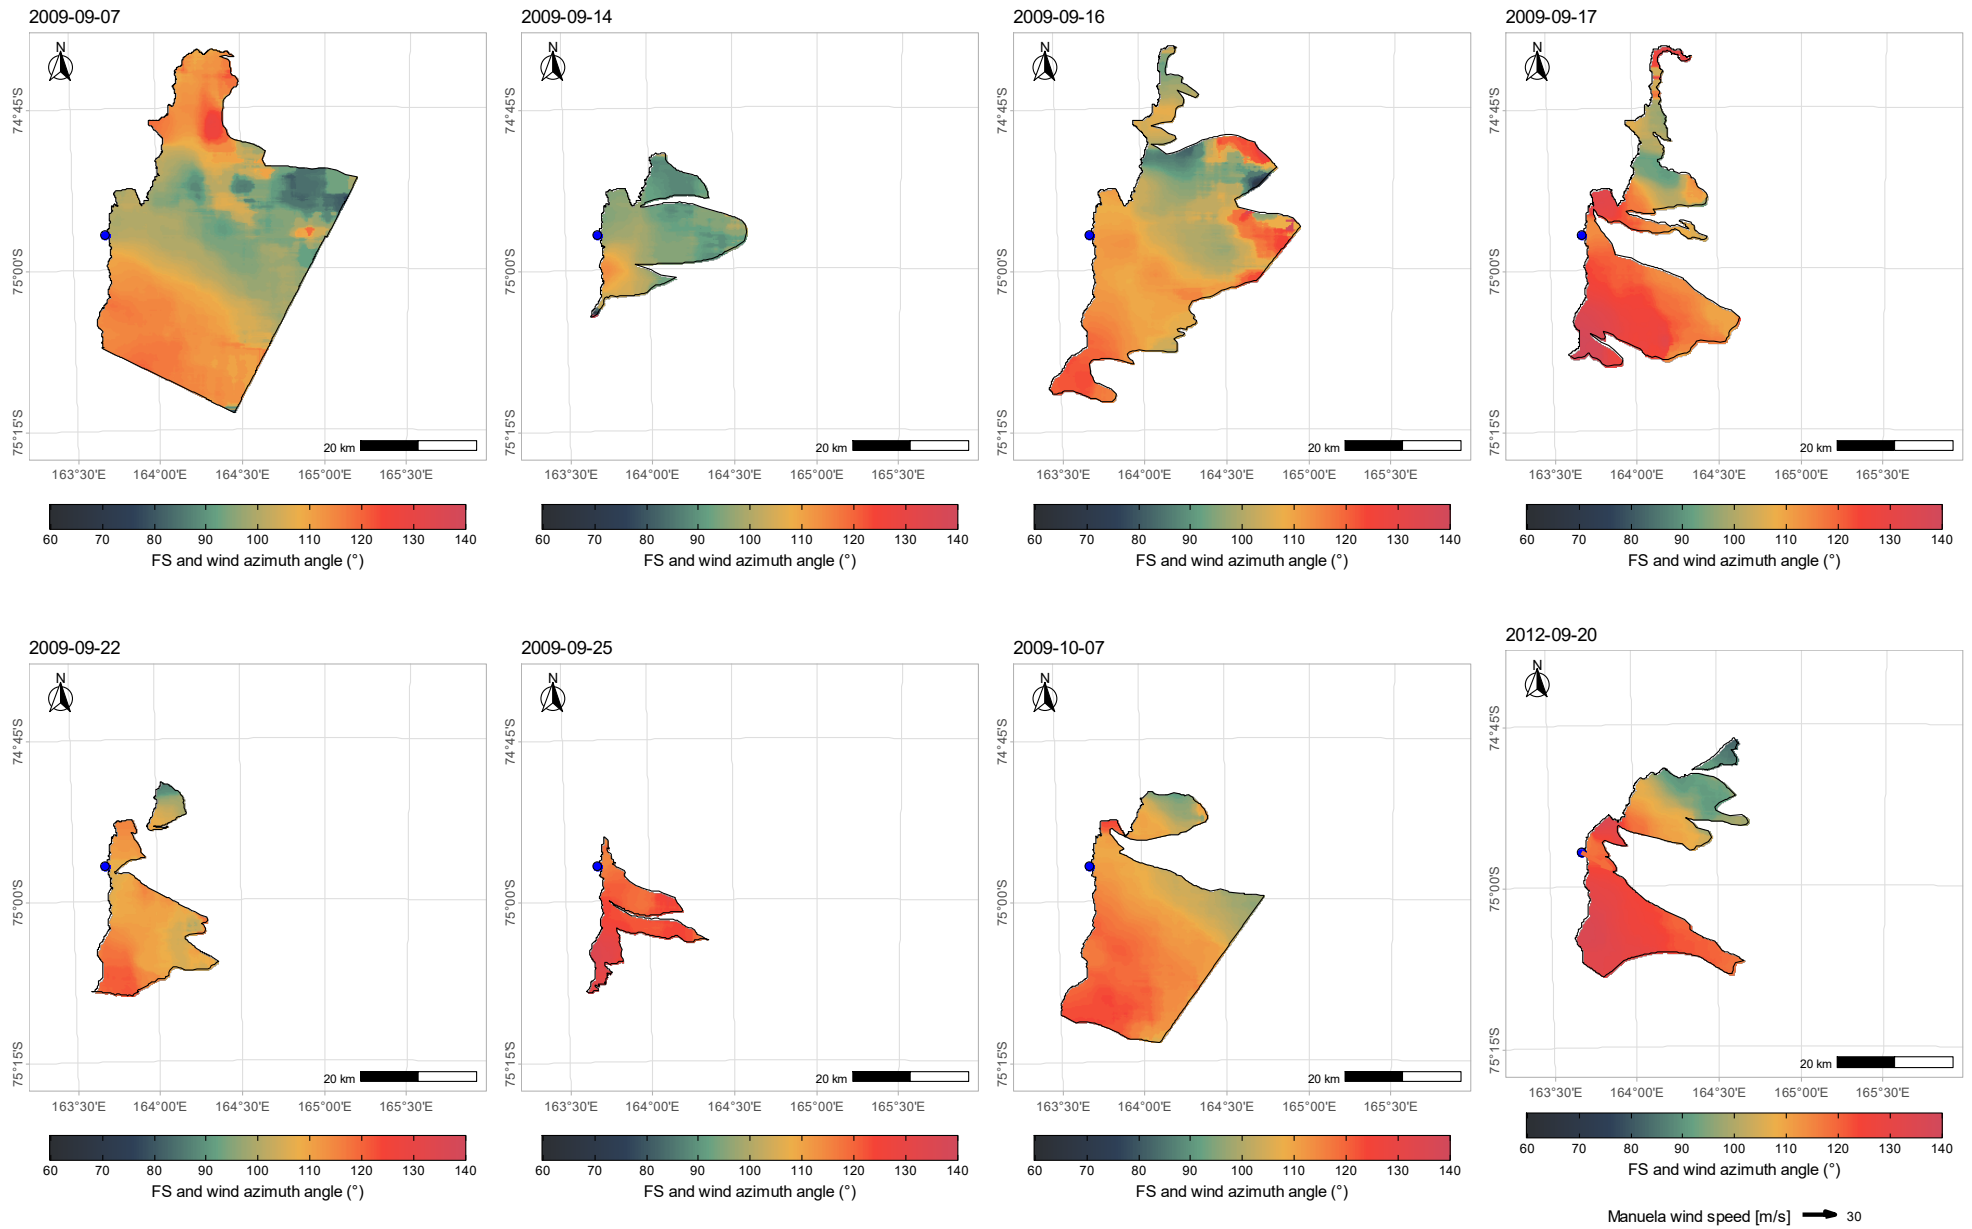 2009-09-07
2009-09-14
2009-09-16
2009-09-17
N
N
N
N
74°45'S
74°45'S
74°45'S
74°45'S
75°00'S
75°00'S
75°00'S
75°00'S
75°15'S
75°15'S
75°15'S
75°15'S
20 km
20 km
20 km
20 km
163°30'E 164°00'E 164°30'E 165°00'E 165°30'E
163°30'E 164°00'E 164°30'E 165°00'E 165°30'E
163°30'E 164°00'E 164°30'E 165°00'E 165°30'E
163°30'E 164°00'E 164°30'E 165°00'E 165°30'E
60 70 80 90 100 110 120 130 140
60 70 80 90 100 110 120 130 140
60 70 80 90 100 110 120 130 140
60 70 80 90 100 110 120 130 140
FS and wind azimuth angle (°)
FS and wind azimuth angle (°)
FS and wind azimuth angle (°)
FS and wind azimuth angle (°)
2009-09-22
2009-09-25
2009-10-07
2012-09-20
N
N
N
N
74°45'S
74°45'S
74°45'S
74°45'S
75°00'S
75°00'S
75°00'S
75°00'S
75°15'S
75°15'S
75°15'S
75°15'S
20 km
20 km
20 km
20 km
163°30'E 164°00'E 164°30'E 165°00'E 165°30'E
163°30'E 164°00'E 164°30'E 165°00'E 165°30'E
163°30'E 164°00'E 164°30'E 165°00'E 165°30'E
163°30'E 164°00'E 164°30'E 165°00'E 165°30'E
60 70 80 90 100 110 120 130 140
60 70 80 90 100 110 120 130 140
60 70 80 90 100 110 120 130 140
60 70 80 90 100 110 120 130 140
FS and wind azimuth angle (°)
FS and wind azimuth angle (°)
FS and wind azimuth angle (°)
FS and wind azimuth angle (°)
Manuela wind speed [m/s] 30